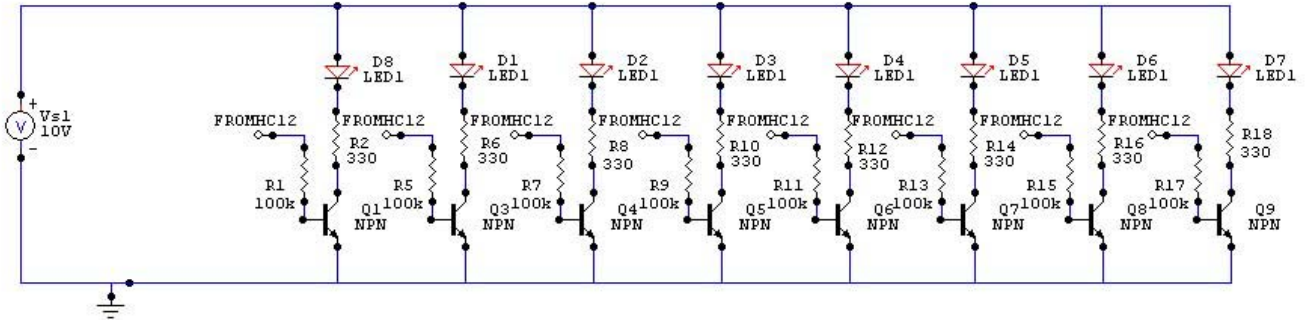 D8
LED1
D1
LED1
D2
LED1
D3
LED1
D4
LED1
D5
LED1
D6
LED1
D7
LED1
+
Vs1
V
10V
-
FROMHC12
FROMHC12
FROMHC12
FROMHC12
FROMHC12
FROMHC12
FROMHC12
FROMHC12
R2
330
R6
330
R8
330
R10
330
R12
330
R14
330
R16
330
R18
330
R1
100k
R5
100k
R7
100k
R9
100k
R11
100k
R13
100k
R15
100k
R17
100k
Q1
NPN
Q3
NPN
Q4
NPN
Q5
NPN
Q6
NPN
Q7
NPN
Q8
NPN
Q9
NPN